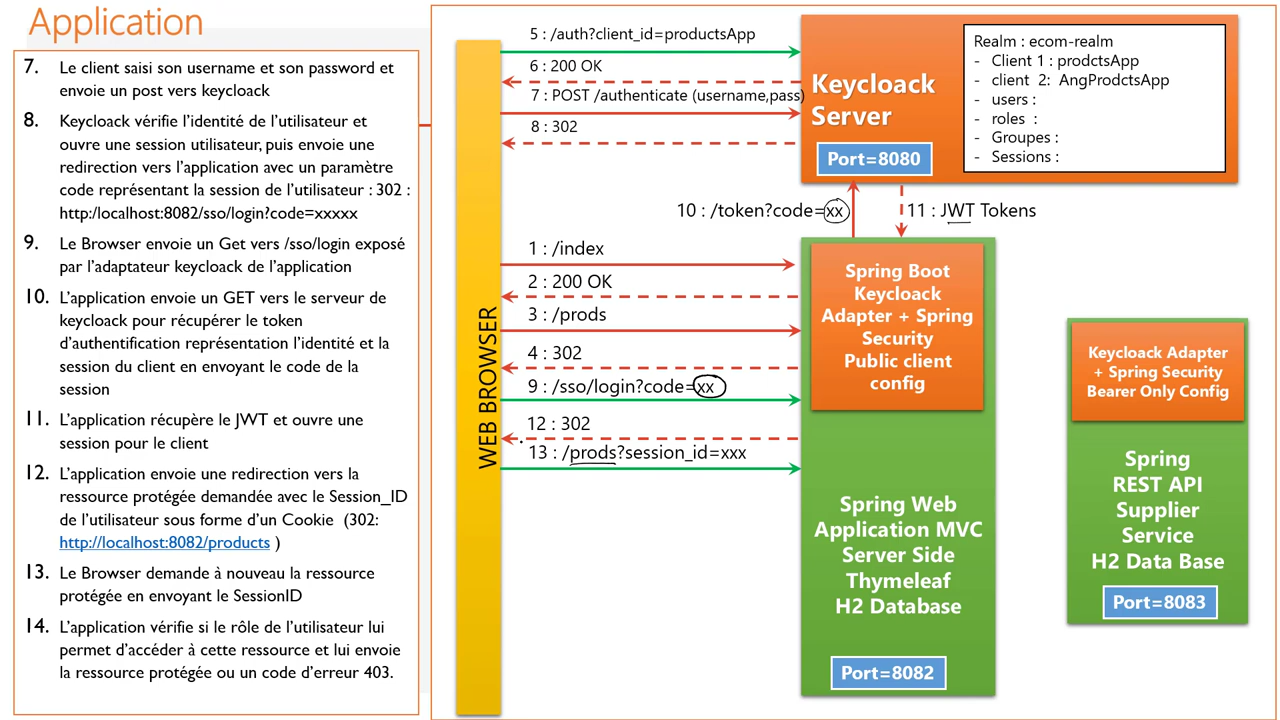 Application
7. Le client saisi son username et son password et
envoie un post vers keycloack
8. Keycloack vérifie l'identité de l'utilisateur et
ouvre une session utilisateur, puis envoie une
redirection vers l'application avec un paramètre
code représentant la session de l'utilisateur : 302 :
http:/localhost:8082/sso/login?code=xxxxx
9. Le Browser envoie un Get vers /sso/login exposé
par l'adaptateur keycloack de l'application
10. L'application envoie un GET vers le serveur de
keycloack pour récupérer le token
d'authentification représentation l'identité et la
session du client en envoyant le code de la
session
11. L'application récupère le JWT et ouvre une
session pour le client
12. L'application envoie une redirection vers la
ressource protégée demandée avec le Session_ID
de l'utilisateur sous forme d'un Cookie (302:
http://localhost:8082/products )
13. Le Browser demande à nouveau la ressource
protégée en envoyant le SessionID
14. L'application vérifie si le rôle de l'utilisateur lui
permet d'accéder à cette ressource et lui envoie
la ressource protégée ou un code d'erreur 403.
WEB BROWSER
5 : /auth?client_id=productsApp
6 : 200 OK
7 : POST /authenticate (username,pass)
8 : 302
Keycloack
Server
Port=8080
Realm : ecom-realm
- Client 1 : prodctsApp
- client 2: AngProdctsApp
- users :
- roles :
- Groupes :
- Sessions :
10 : /token?code=xx
11 : JWT Tokens
1 : /index
2 : 200 OK
3 : /prods
4 : 302
9 : /sso/login?code=xx
12 : 302
13 : /prods?session_id=xxx
Spring Boot
Keycloack
Adapter + Spring
Security
Public client
config
Spring Web
Application MVC
Server Side
Thymeleaf
H2 Database
Port=8082
Keycloack Adapter
+ Spring Security
Bearer Only Config
Spring
REST API
Supplier
Service
H2 Data Base
Port=8083